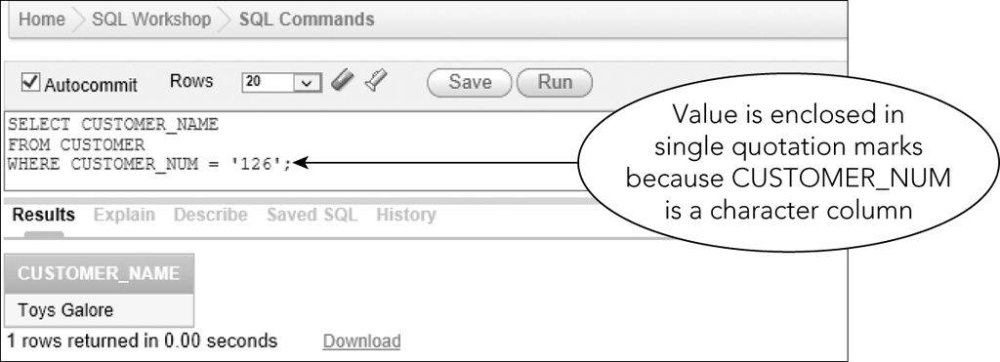 Home SQL Workshop SQL Commands
Autocommit Rows 20 Save Run
SELECT CUSTOMER_NAME
FROM CUSTOMER
WHERE CUSTOMER_NUM = '126';
Value is enclosed in
single quotation marks
because CUSTOMER_NUM
is a character column
Results Explain Describe Saved SQL History
CUSTOMER_NAME
Toys Galore
1 rows returned in 0.00 seconds Download